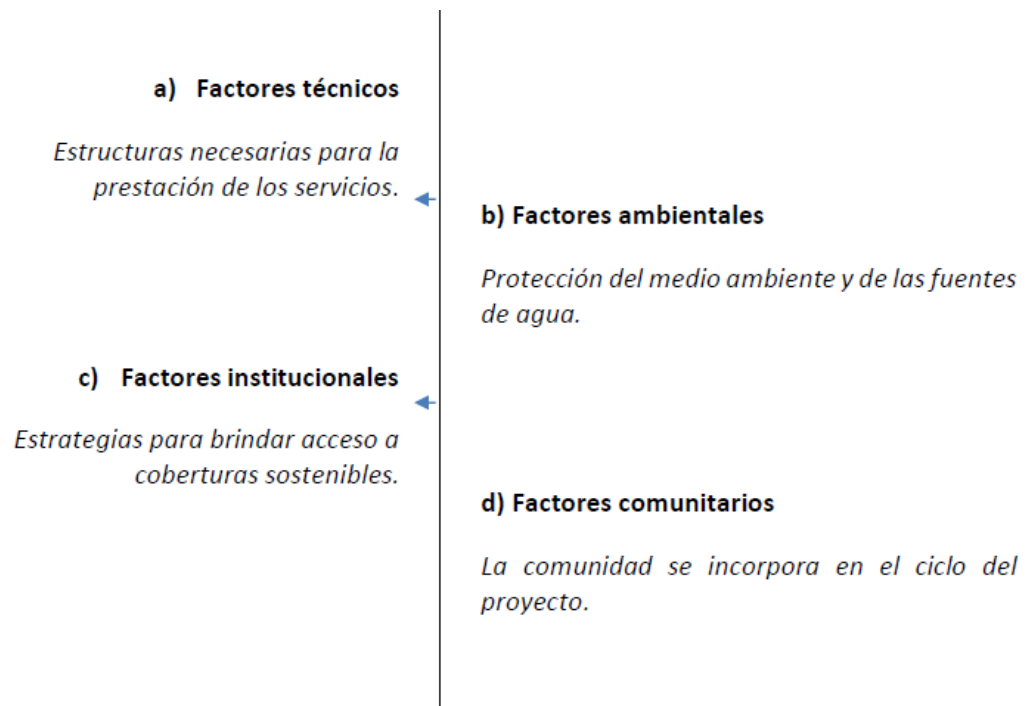 a) Factores técnicos
Estructuras necesarias para la
prestación de los servicios.
b) Factores ambientales
Protección del medio ambiente y de las fuentes
de agua.
c) Factores institucionales
Estrategias para brindar acceso a
coberturas sostenibles.
d) Factores comunitarios
La comunidad se incorpora en el ciclo del
proyecto.